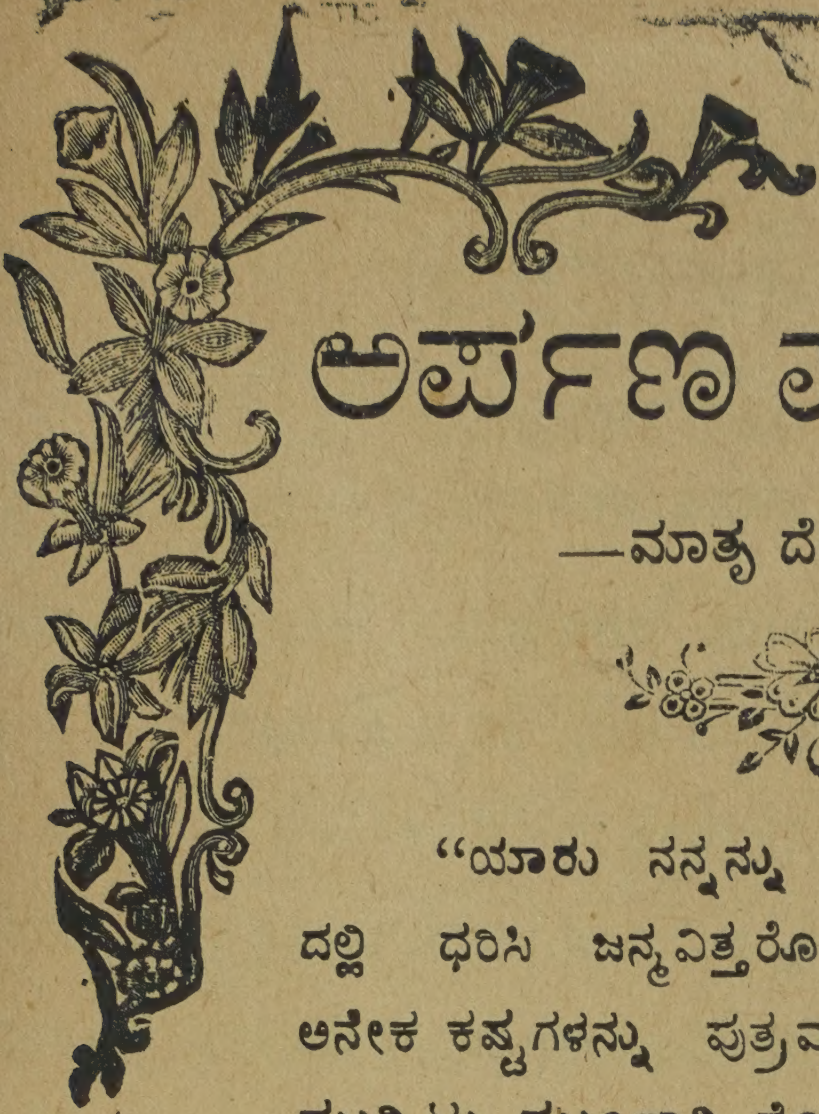 ಅರ್ಪಣ
—ಮಾತೃ ದೆ
“ಯಾರು ನನ್ನನ್ನು
ದಲ್ಲಿ ಧರಿಸಿ ಜನ್ಮವಿತ್ತರೊ
ಅನೇಕ ಕಷ್ಟಗಳನ್ನು ಪುತ್ರ